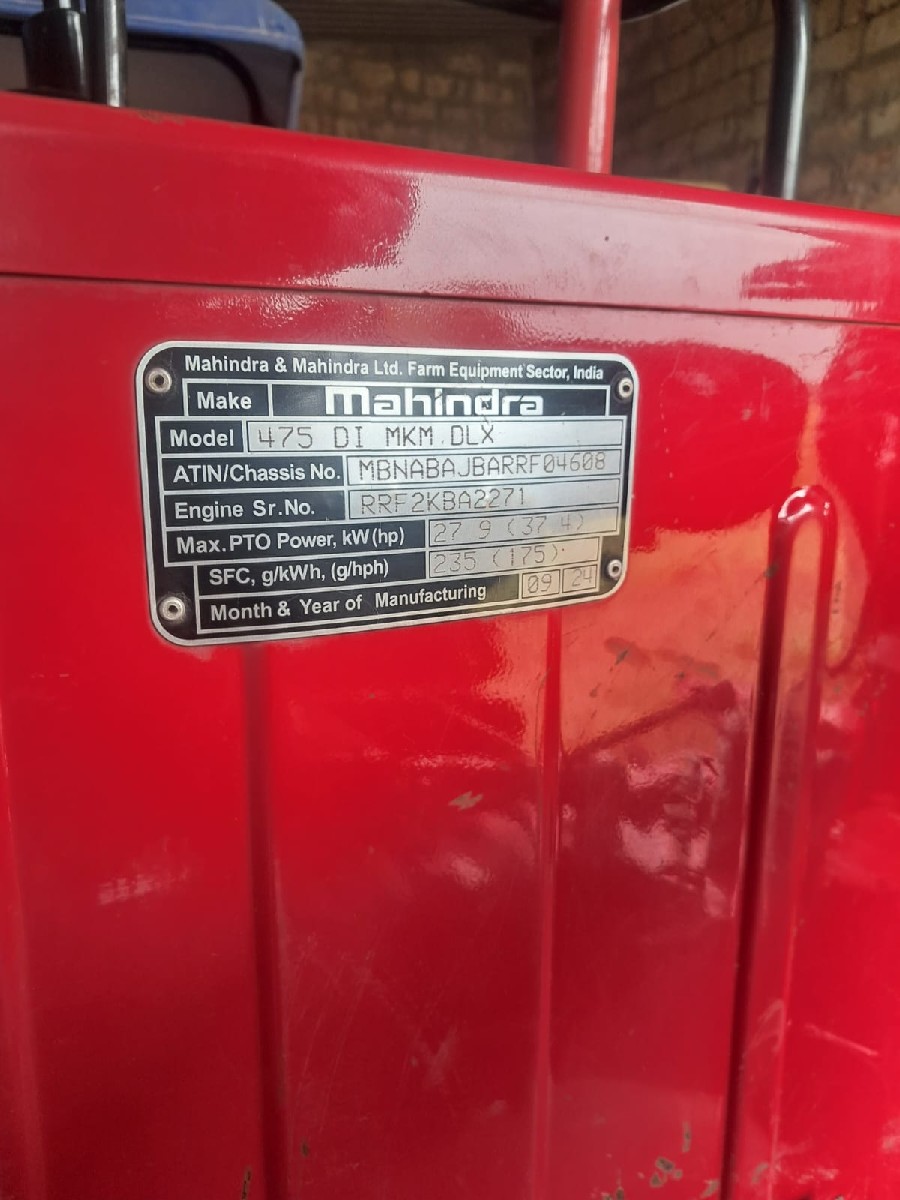 Mahindra & Mahindra Ltd. Farm Equipment Sector, India
Make Mahindra
Model 475 DI MKM DLX
ATIN/Chassis No. MBNABAJBARRF04608
Engine Sr.No. RRF2KBA2271
Max.PTO Power, kW(hp) 27 9 (37 4)
SFC, g/kWh, (g/hph) 235 (175)
Month & Year of Manufacturing 09 24